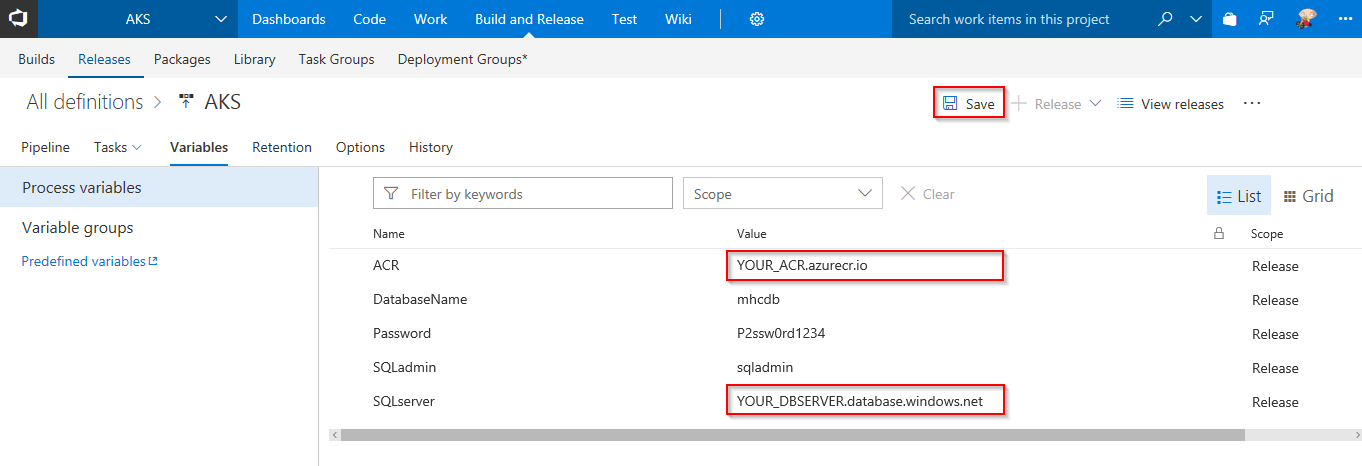 AKS Dashboards Code Work Build and Release Test Wiki Search work items in this project
Builds Releases Packages Library Task Groups Deployment Groups*
All definitions > AKS Save Release View releases ...
Pipeline Tasks Variables Retention Options History
Process variables Filter by keywords Scope Clear List Grid
Variable groups Name Value Scope
Predefined variables ACR YOUR_ACR.azurecr.io Release
DatabaseName mhcdb Release
Password P2ssw0rd1234 Release
SQLadmin sqladmin Release
SQLserver YOUR_DBSERVER.database.windows.net Release